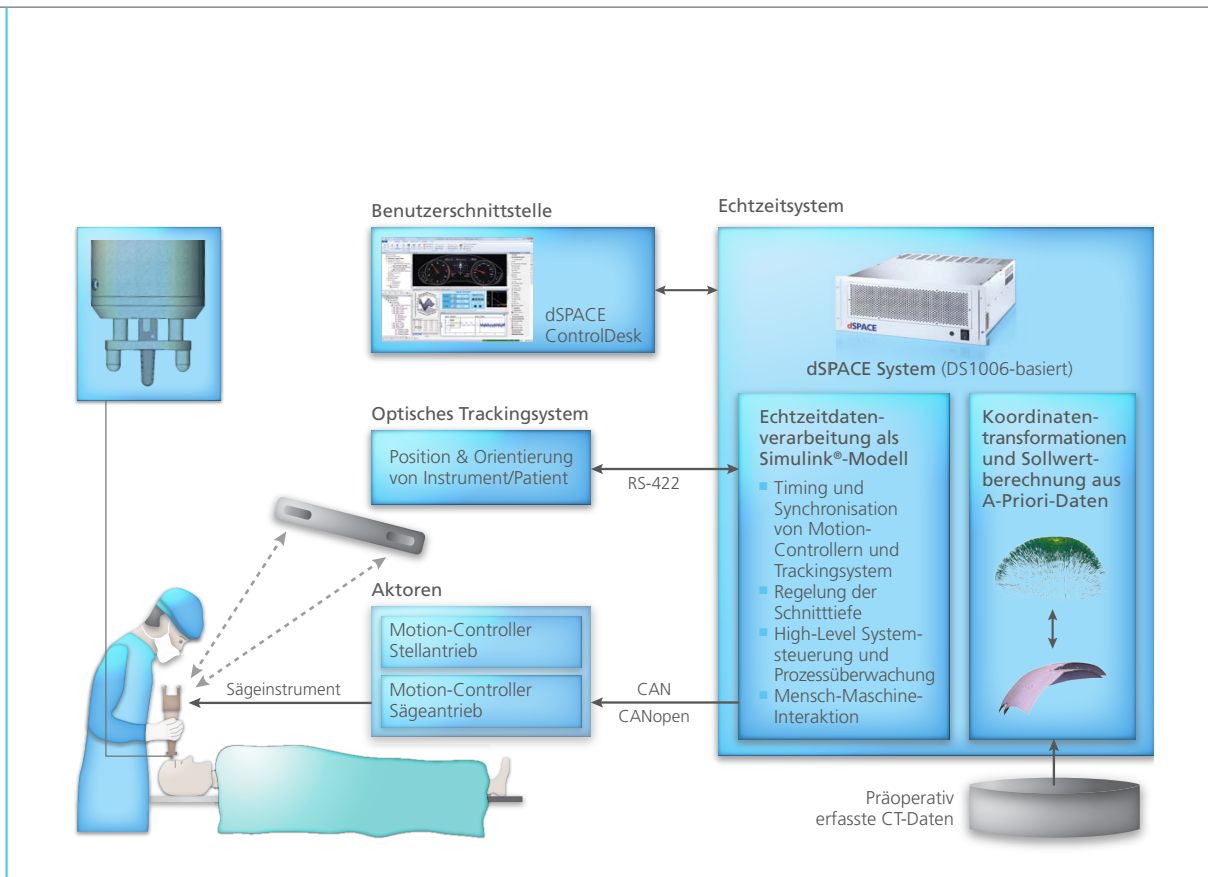 Benutzerschnittstelle
dSPACE
ControlDesk
Echtzeitsystem
dSPACE
dSPACE System (DS1006-basiert)
Optisches Trackingsystem
Position & Orientierung
von Instrument/Patient
RS-422
Echtzeitdaten-
verarbeitung als
Simulink®-Modell
Timing und
Synchronisation
von Motion-
Controllern und
Trackingsystem
Regelung der
Schnitttiefe
High-Level System-
steuerung und
Prozessüberwachung
Mensch-Maschine-
Interaktion
Koordinaten-
transformationen
und Sollwert-
berechnung aus
A-Priori-Daten
Aktoren
Motion-Controller
Stellantrieb
Motion-Controller
Sägeantrieb
Sägeinstrument
CAN
CANopen
Präoperativ
erfasste CT-Daten